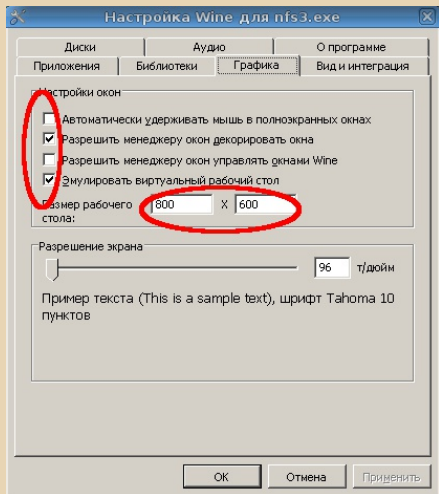 Настройка Wine для nfs3.exe
Диски Аудио О программе
Приложения Библиотеки Графика Вид и интеграция
Настройки окон
Автоматически удерживать мышь в полноэкранных окнах
Разрешить менеджеру окон декорировать окна
Разрешить менеджеру окон управлять окнами Wine
Эмулировать виртуальный рабочий стол
Размер рабочего 800 X 600
стола:
Разрешение экрана
96 т/дюйм
Пример текста (This is a sample text), шрифт Tahoma 10
пунктов
OK Отмена Применить